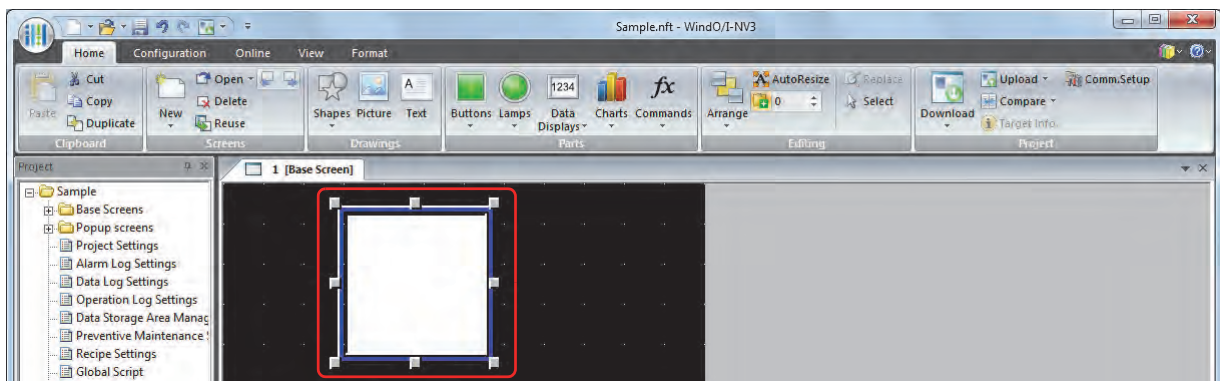 Sample.nft - WindO/I-NV3
Home Configuration Online View Format
Paste
Cut
Copy
Duplicate
Clipboard
New
Open
Delete
Reuse
Screens
Shapes Picture Text
Drawings
Buttons Lamps
1234
Data Displays
Charts
fx
Commands
Parts
Arrange
AutoResize
0
Replace
Select
Editing
Download
Upload
Compare
Target Info.
Comm.Setup
Project
Project
1 [Base Screen]
Sample
Base Screens
Popup screens
Project Settings
Alarm Log Settings
Data Log Settings
Operation Log Settings
Data Storage Area Manag
Preventive Maintenance S
Recipe Settings
Global Script